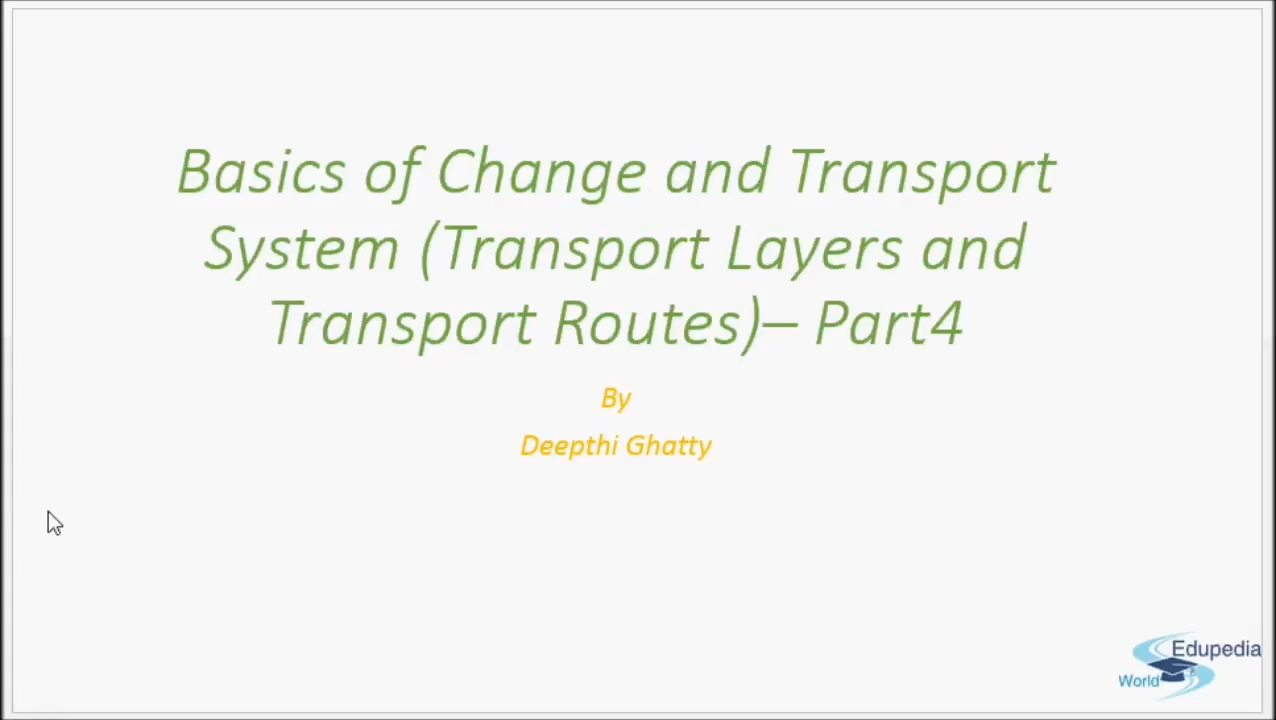 Basics of Change and Transport
System (Transport Layers and
Transport Routes)– Part4
By
Deepthi Ghatty
Edupedia
World